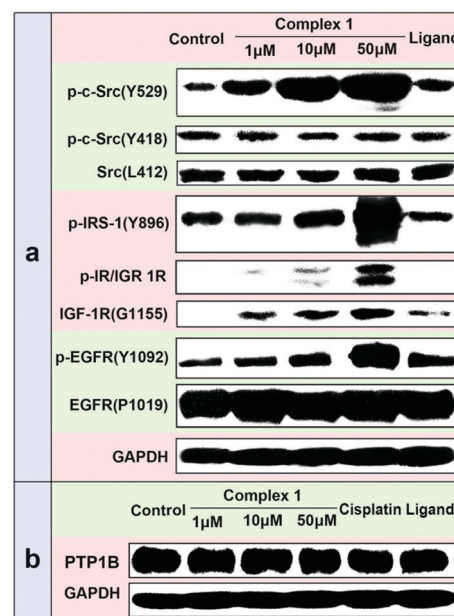 Complex 1
Control Ligand
1μM 10μM 50μM
p-c-Src(Y529)
p-c-Src(Y418)
Src(L412)
p-IRS-1(Y896)
a
p-IR/IGR 1R
IGF-1R(G1155)
p-EGFR(Y1092)
EGFR(P1019)
GAPDH
Complex 1
Control Cisplatin Ligand
1μM 10μM 50μM
b
PTP1B
GAPDH